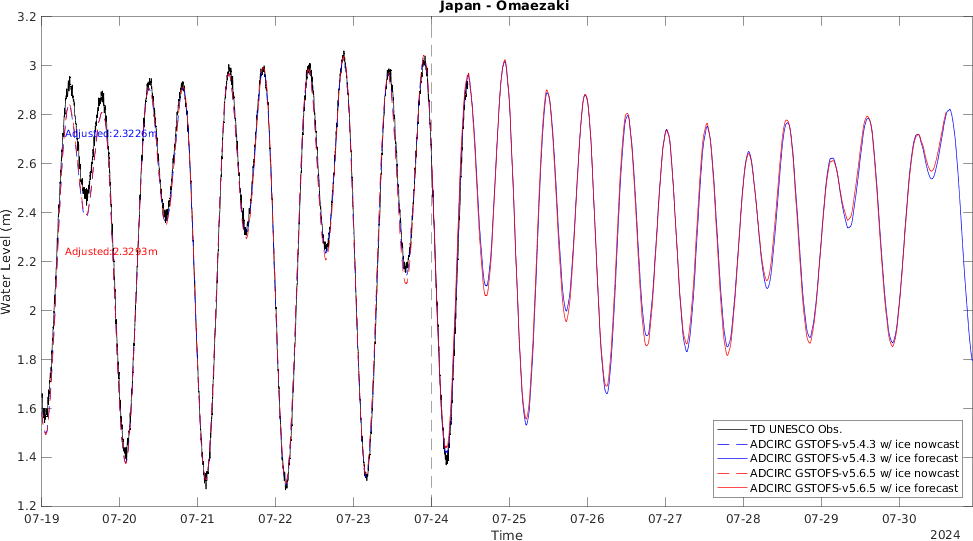 Japan - Omaezaki
3.2
3
2.8
2.6
2.4
2.2
2
1.8
1.6
1.4
1.2
Water Level (m)
Adjusted:2.3226m
Adjusted:2.3293m
TD UNESCO Obs.
ADCIRC GSTOFS-v5.4.3 w/ ice nowcast
ADCIRC GSTOFS-v5.4.3 w/ ice forecast
ADCIRC GSTOFS-v5.6.5 w/ ice nowcast
ADCIRC GSTOFS-v5.6.5 w/ ice forecast
07-19 07-20 07-21 07-22 07-23 07-24 07-25 07-26 07-27 07-28 07-29 07-30
Time
2024